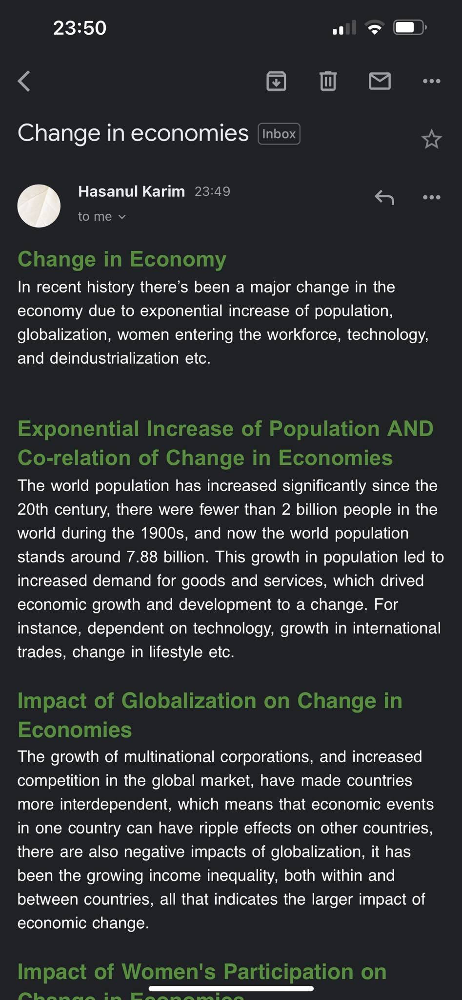 23:50
Change in economies Inbox
Hasanul Karim 23:49
to me
Change in Economy
In recent history there’s been a major change in the
economy due to exponential increase of population,
globalization, women entering the workforce, technology,
and deindustrialization etc.
Exponential Increase of Population AND
Co-relation of Change in Economies
The world population has increased significantly since the
20th century, there were fewer than 2 billion people in the
world during the 1900s, and now the world population
stands around 7.88 billion. This growth in population led to
increased demand for goods and services, which drived
economic growth and development to a change. For
instance, dependent on technology, growth in international
trades, change in lifestyle etc.
Impact of Globalization on Change in
Economies
The growth of multinational corporations, and increased
competition in the global market, have made countries
more interdependent, which means that economic events
in one country can have ripple effects on other countries,
there are also negative impacts of globalization, it has
been the growing income inequality, both within and
between countries, all that indicates the larger impact of
economic change.
Impact of Women's Participation on
Change in Economies